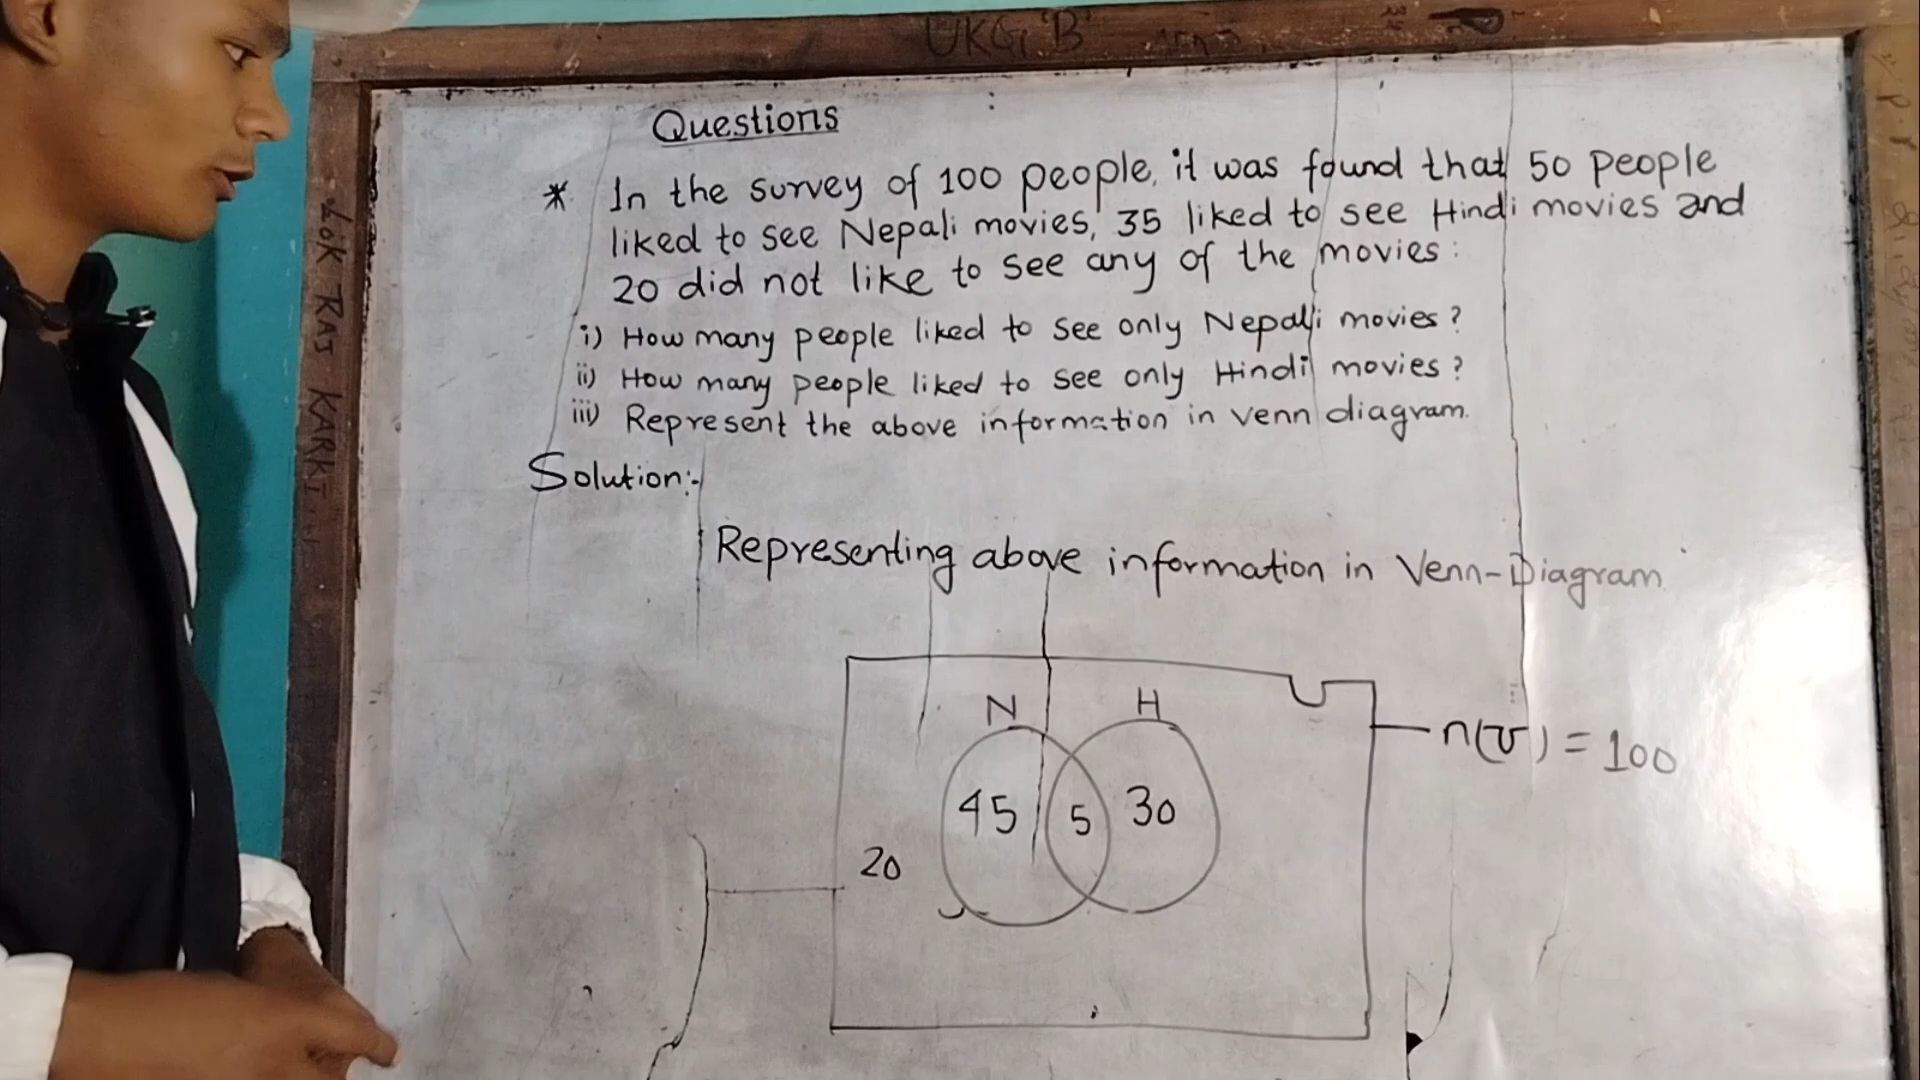 UKG 'B'
LOK RAJ KARKI
Questions
* In the survey of 100 people, it was found that 50 people
liked to see Nepali movies, 35 liked to see Hindi movies and
20 did not like to see any of the movies:
i) How many people liked to see only Nepali movies?
ii) How many people liked to see only Hindi movies?
iii) Represent the above information in venn diagram.
Solution:-
Representing above information in Venn-Diagram.
N H
n(U) = 100
45 5 30
20